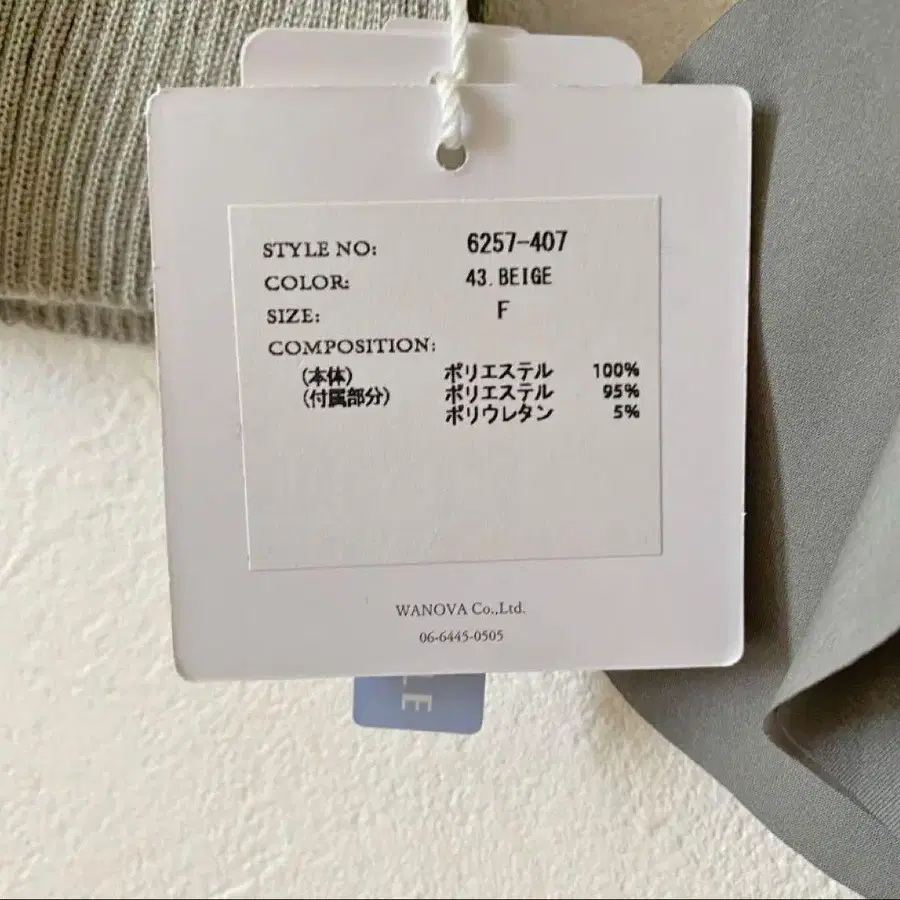 STYLE NO: 6257-407
COLOR: 43.BEIGE
SIZE: F
COMPOSITION:
(本体) ポリエステル 100%
(付属部分) ポリエステル 95%
ポリウレタン 5%
WANOVA Co.,Ltd.
06-6445-0505